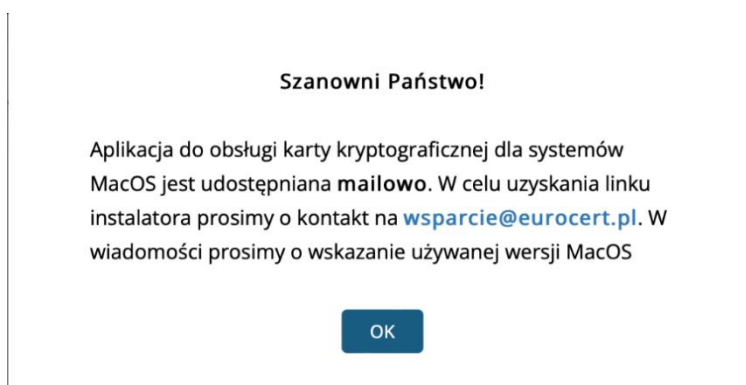 Szanowni Państwo!
Aplikacja do obsługi karty kryptograficznej dla systemów
MacOS jest udostępniana mailowo. W celu uzyskania linku
instalatora prosimy o kontakt na wsparcie@eurocert.pl. W
wiadomości prosimy o wskazanie używanej wersji MacOS
OK